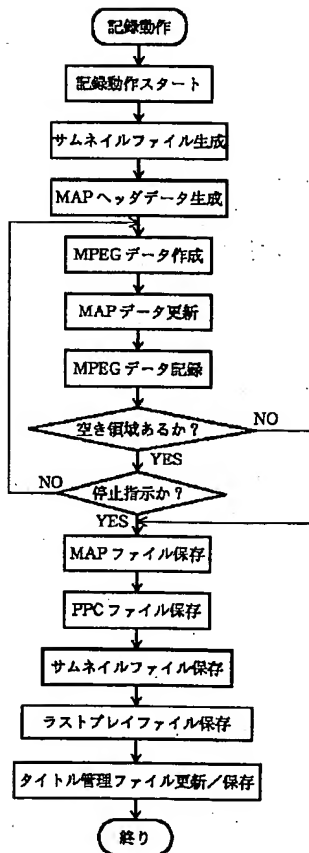 記録動作
記録動作スタート
サムネイルファイル生成
MAPヘッダデータ生成
MPEGデータ作成
MAPデータ更新
MPEGデータ記録
空き領域あるか？
NO
YES
NO
停止指示か？
YES
MAPファイル保存
PPCファイル保存
サムネイルファイル保存
ラストプレイファイル保存
タイトル管理ファイル更新／保存
終り